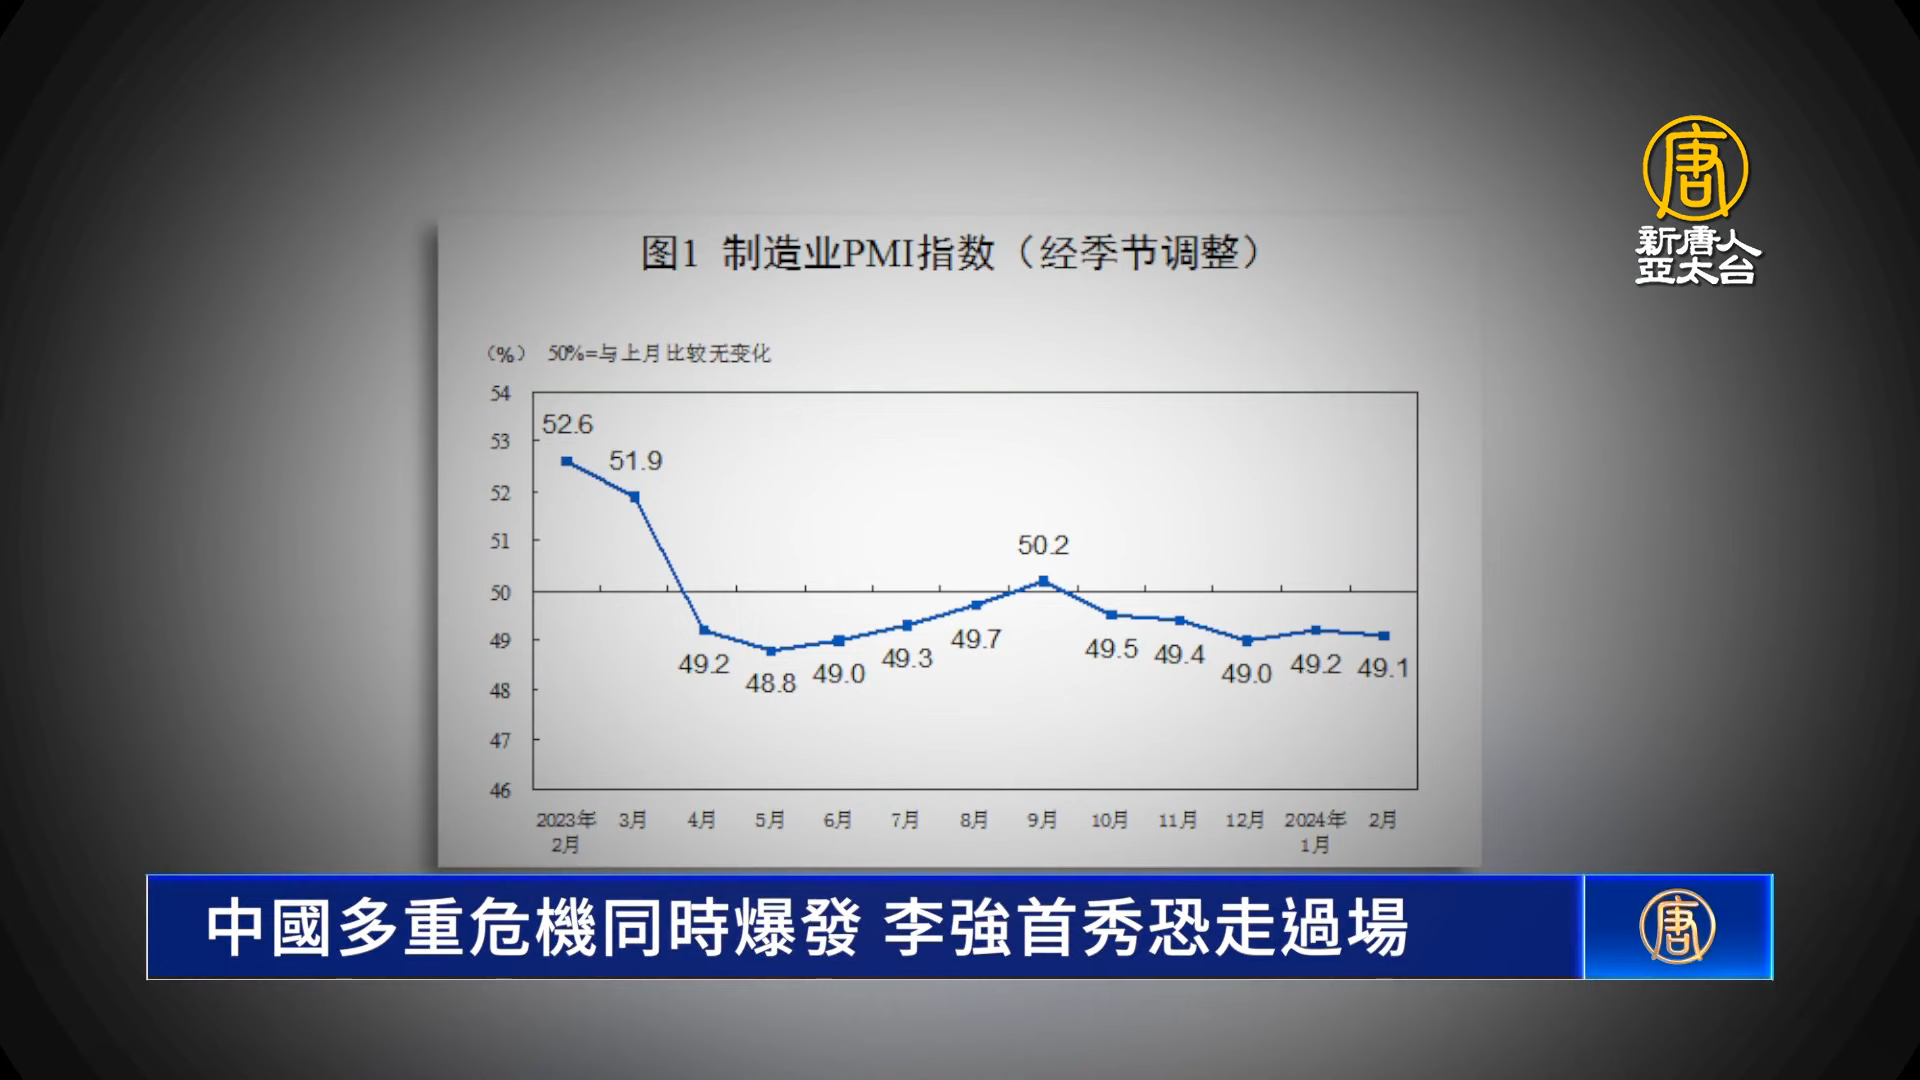 唐
新唐人
亞太台
图1 制造业PMI指数（经季节调整）
（%） 50%=与上月比较无变化
54
53
52
51
50
49
48
47
46
52.6
51.9
49.2
48.8
49.0
49.3
49.7
50.2
49.5
49.4
49.0
49.2
49.1
2023年 3月 4月 5月 6月 7月 8月 9月 10月 11月 12月 2024年 2月
2月 1月
中國多重危機同時爆發 李強首秀恐走過場
唐